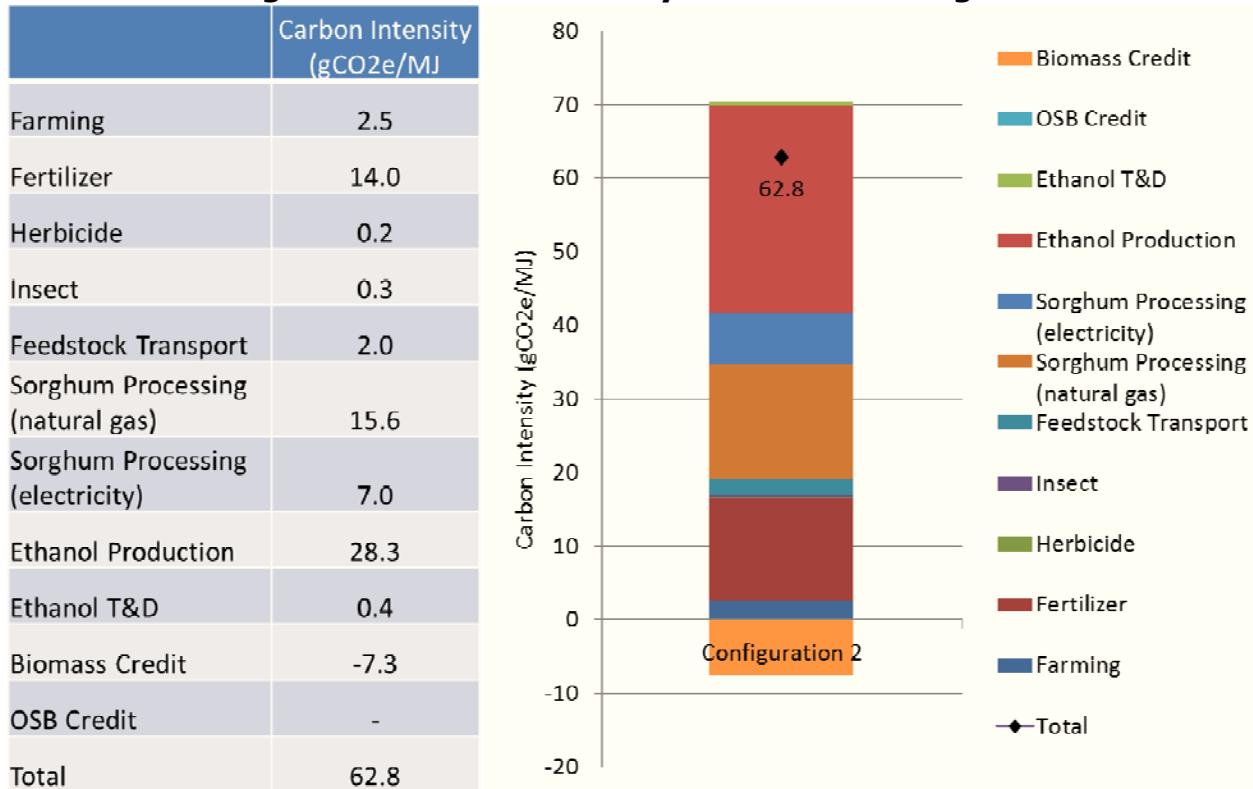 Carbon Intensity
(gCO2e/MJ
Farming 2.5
Fertilizer 14.0
Herbicide 0.2
Insect 0.3
Feedstock Transport 2.0
Sorghum Processing
(natural gas) 15.6
Sorghum Processing
(electricity) 7.0
Ethanol Production 28.3
Ethanol T&D 0.4
Biomass Credit -7.3
OSB Credit -
Total 62.8
Carbon Intensity (gCO2e/MJ)
80
70
60
50
40
30
20
10
0
-10
-20
62.8
Configuration 2
Biomass Credit
OSB Credit
Ethanol T&D
Ethanol Production
Sorghum Processing
(electricity)
Sorghum Processing
(natural gas)
Feedstock Transport
Insect
Herbicide
Fertilizer
Farming
Total